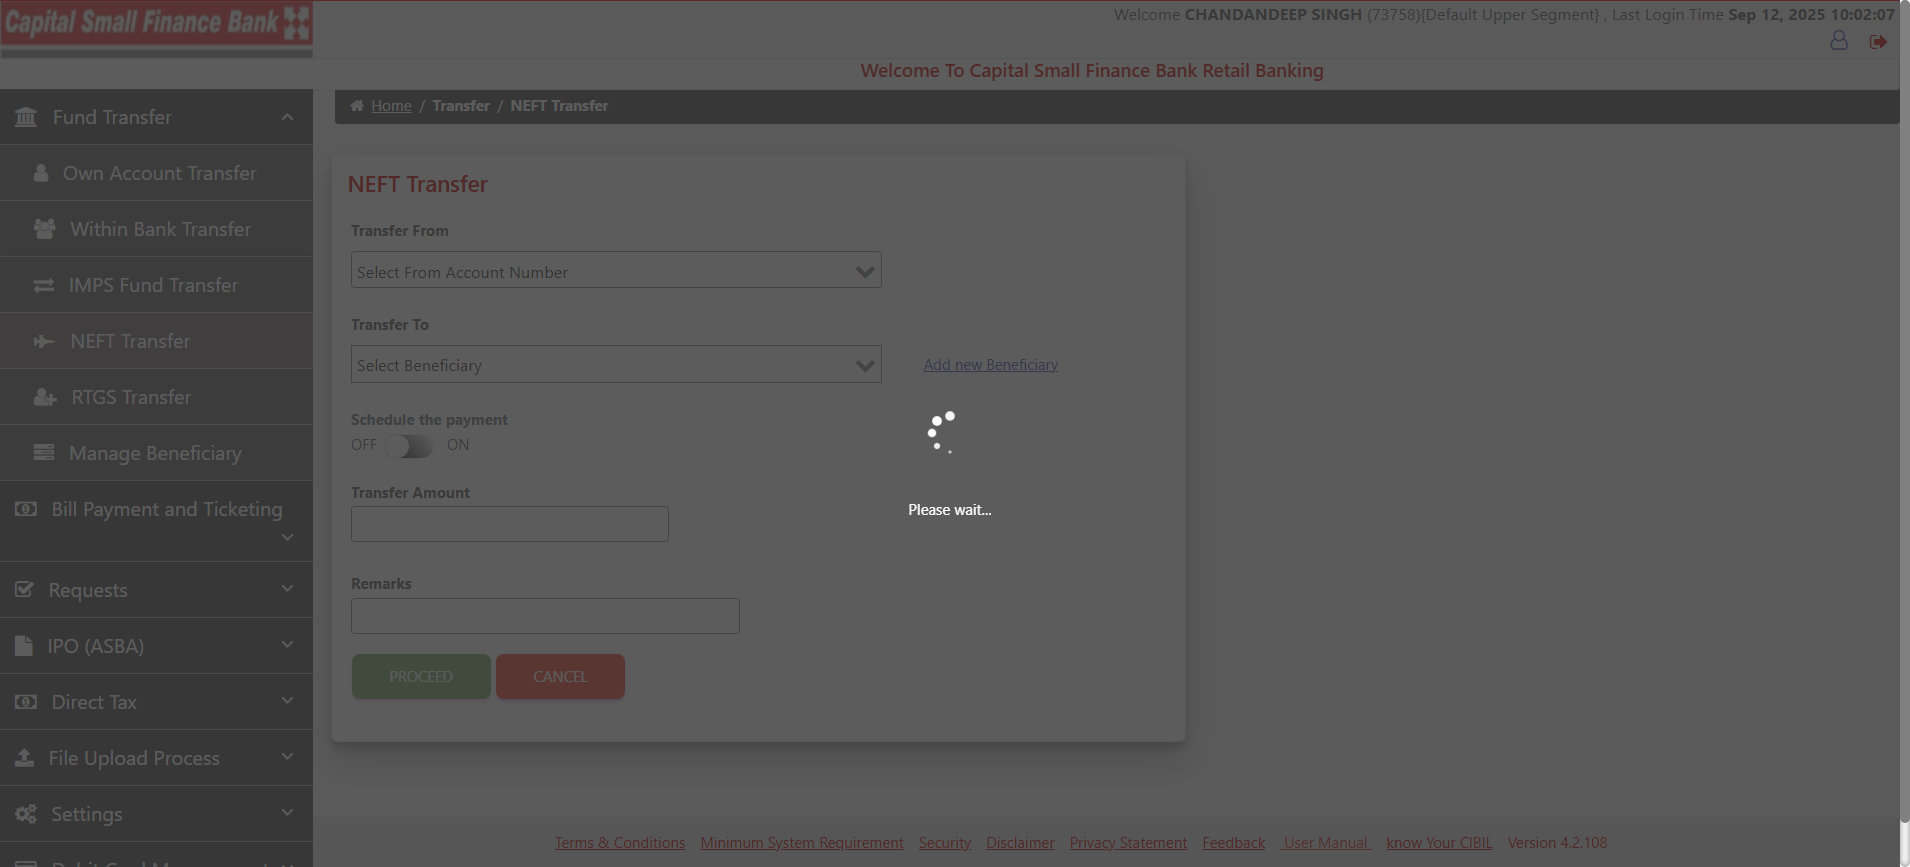 Capital Small Finance Bank
Welcome CHANDANDEEP SINGH (73758){Default Upper Segment} , Last Login Time Sep 12, 2025 10:02:07
Welcome To Capital Small Finance Bank Retail Banking
Home / Transfer / NEFT Transfer
Fund Transfer
Own Account Transfer
Within Bank Transfer
IMPS Fund Transfer
NEFT Transfer
RTGS Transfer
Manage Beneficiary
Bill Payment and Ticketing
Requests
IPO (ASBA)
Direct Tax
File Upload Process
Settings
NEFT Transfer
Transfer From
Select From Account Number
Transfer To
Select Beneficiary
Add new Beneficiary
Schedule the payment
OFF ON
Transfer Amount
Remarks
PROCEED CANCEL
Please wait...
Terms & Conditions Minimum System Requirement Security Disclaimer Privacy Statement Feedback User Manual know Your CIBIL Version 4.2.108